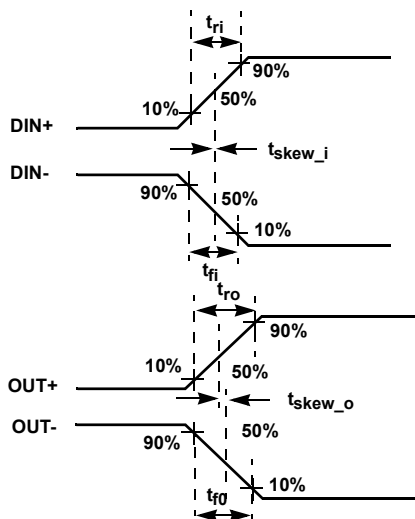 tri
90%
10%
50%
DIN+
tskew_i
DIN-
90%
50%
10%
tfi
tro
90%
10%
50%
OUT+
tskew_o
OUT-
50%
90%
10%
tf0